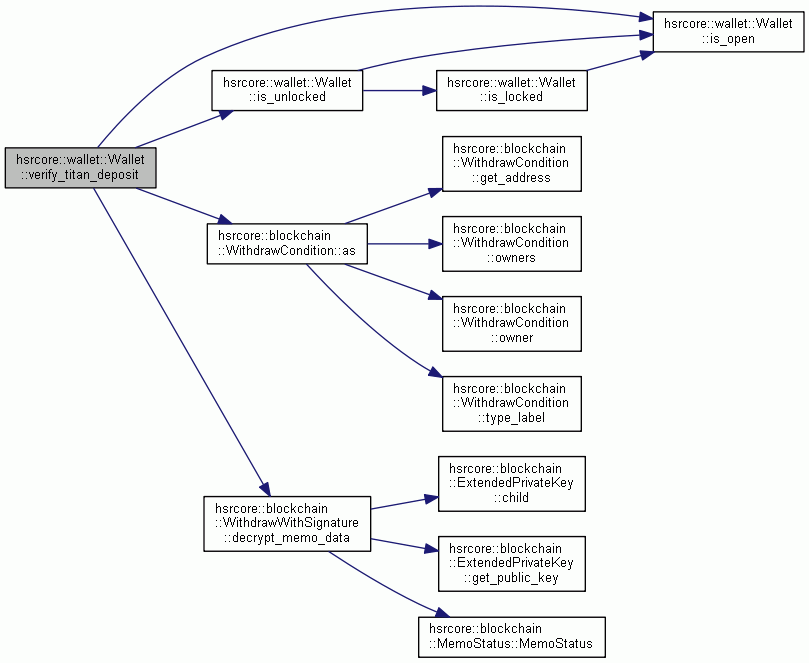 hsrcore::wallet::Wallet
::is_open
hsrcore::wallet::Wallet
::is_unlocked
hsrcore::wallet::Wallet
::is_locked
hsrcore::wallet::Wallet
::verify_titan_deposit
hsrcore::blockchain
::WithdrawCondition
::get_address
hsrcore::blockchain
::WithdrawCondition::as
hsrcore::blockchain
::WithdrawCondition
::owners
hsrcore::blockchain
::WithdrawCondition
::owner
hsrcore::blockchain
::WithdrawCondition
::type_label
hsrcore::blockchain
::WithdrawWithSignature
::decrypt_memo_data
hsrcore::blockchain
::ExtendedPrivateKey
::child
hsrcore::blockchain
::ExtendedPrivateKey
::get_public_key
hsrcore::blockchain
::MemoStatus::MemoStatus